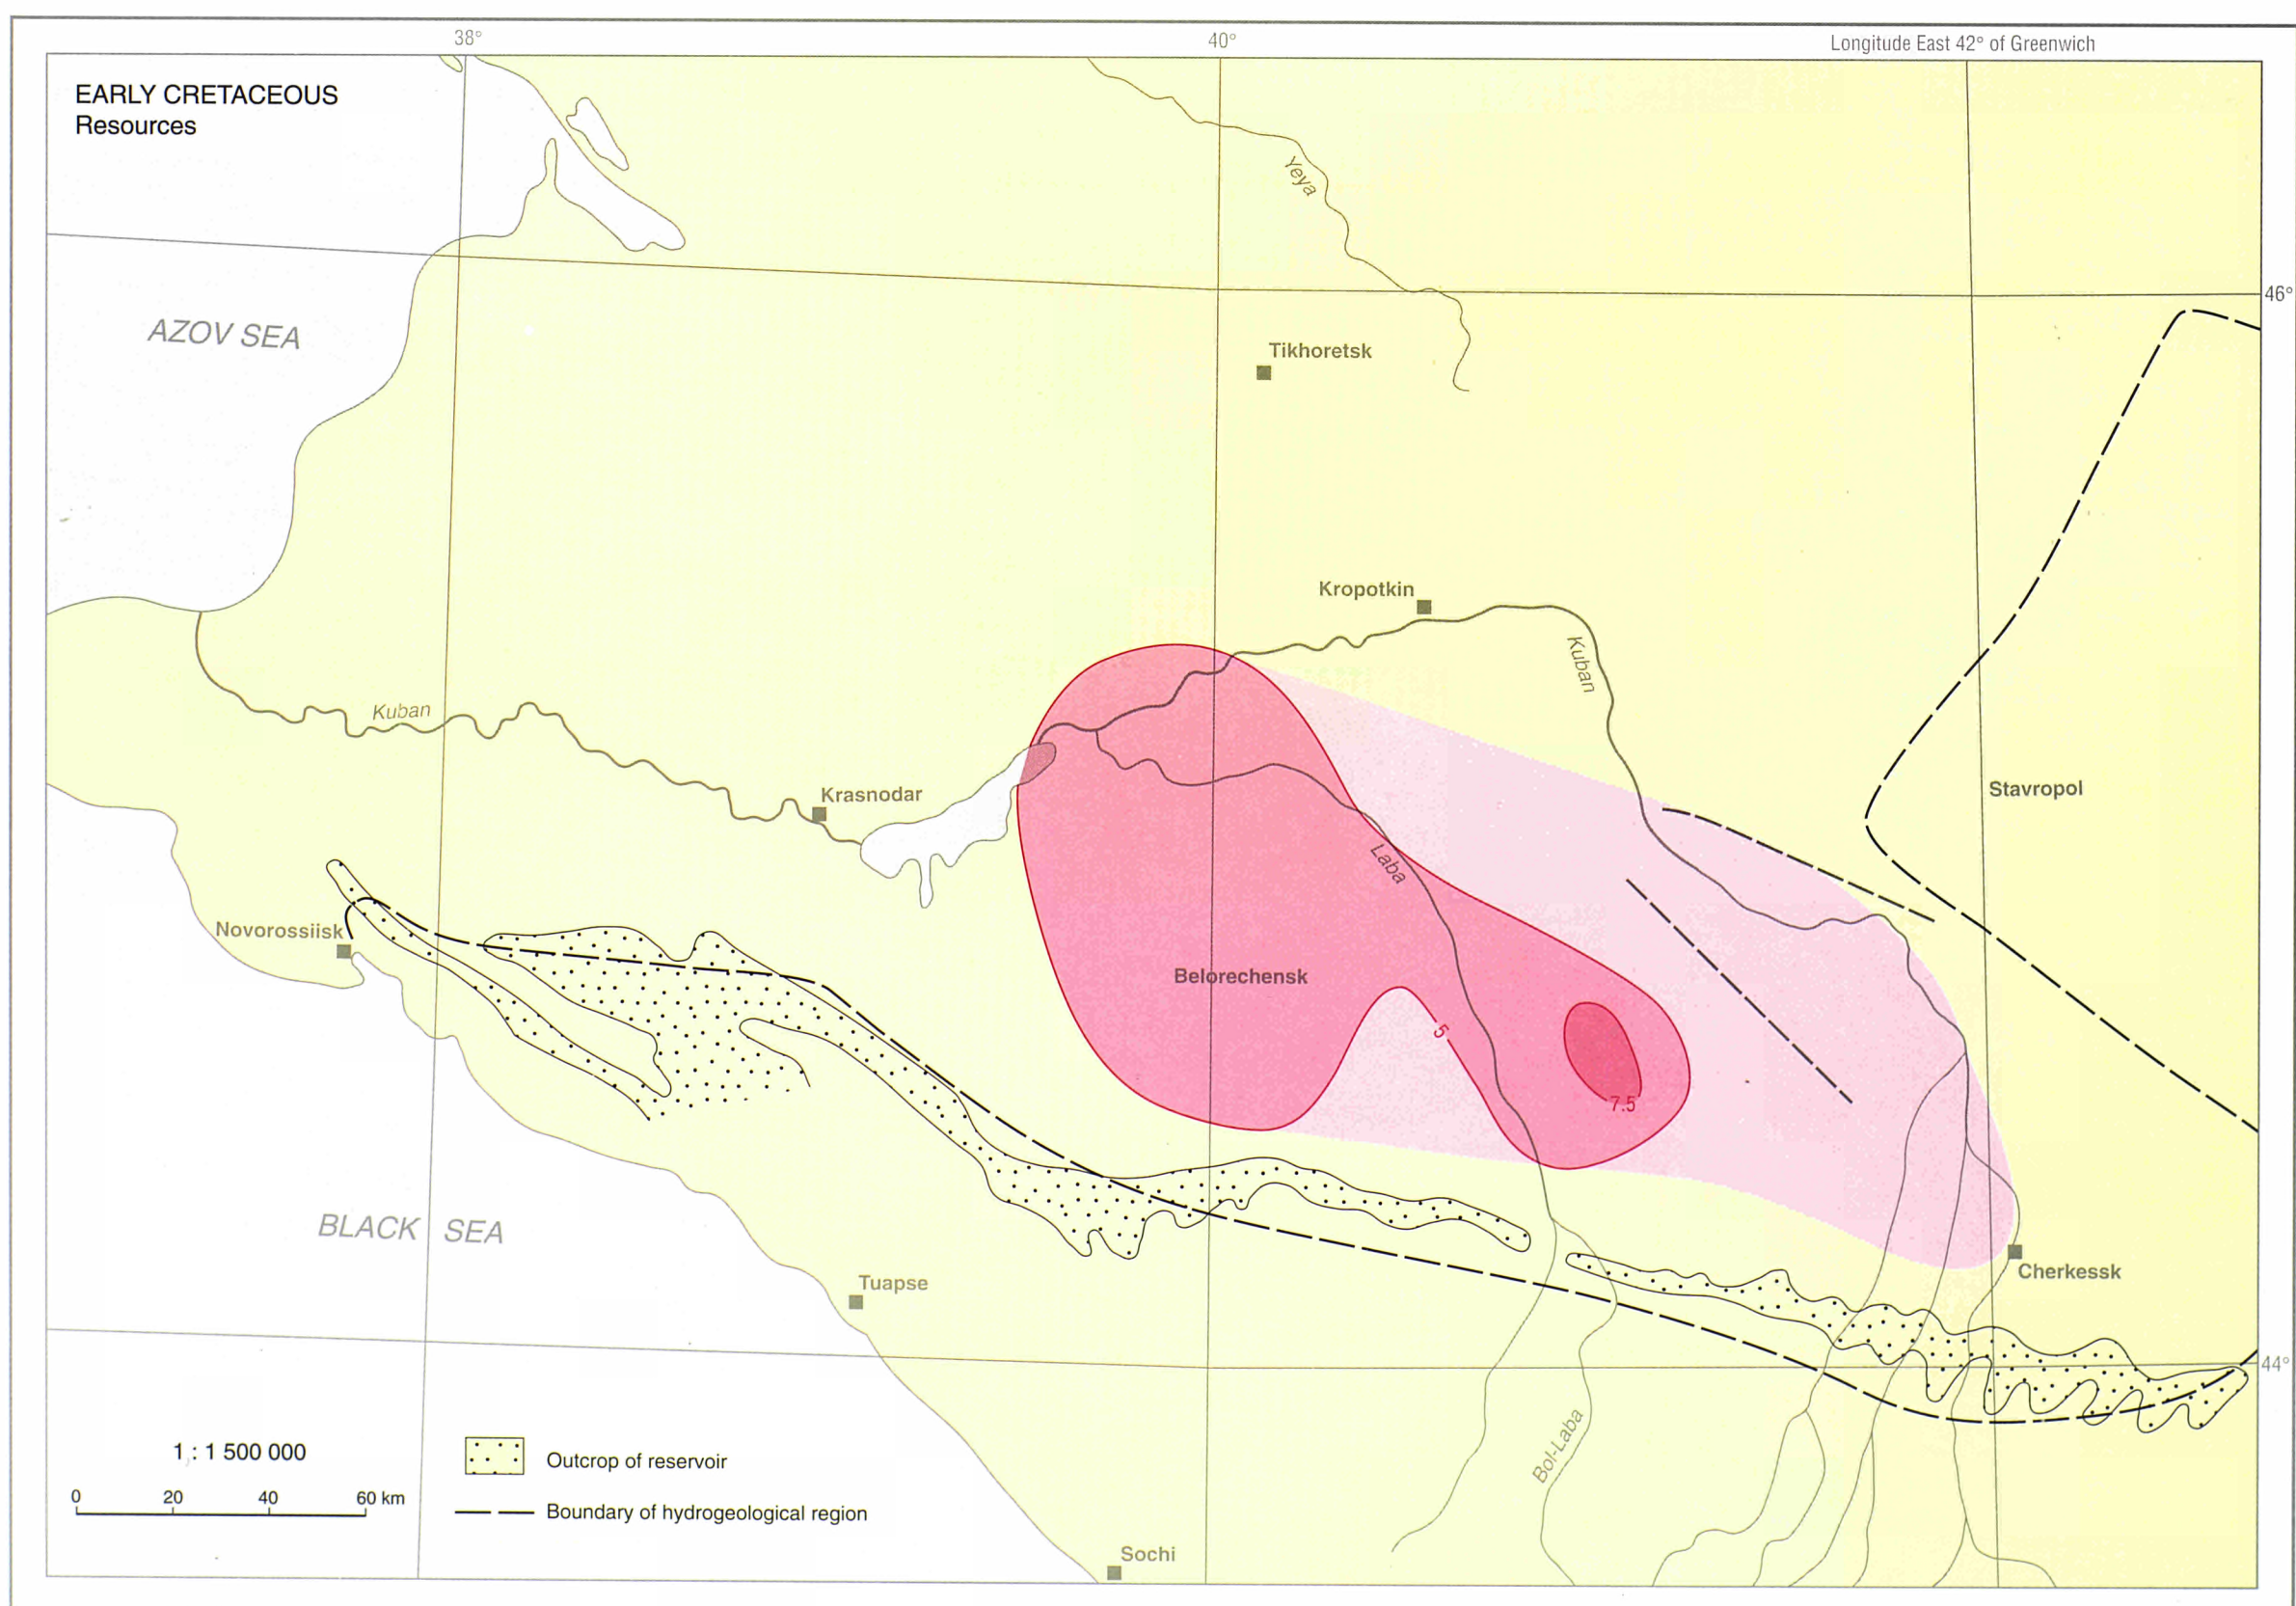 38°
40°
Longitude East 42° of Greenwich
EARLY CRETACEOUS
Resources
Yeya
46°
AZOV SEA
Tikhoretsk
Kropotkin
Kuban
Kuban
Stavropol
Krasnodar
Laba
Novorossiisk
Belorechensk
5
7.5
BLACK SEA
Tuapse
Cherkessk
44°
1 : 1 500 000
0 20 40 60 km
Outcrop of reservoir
Boundary of hydrogeological region
Bol-Laba
Sochi